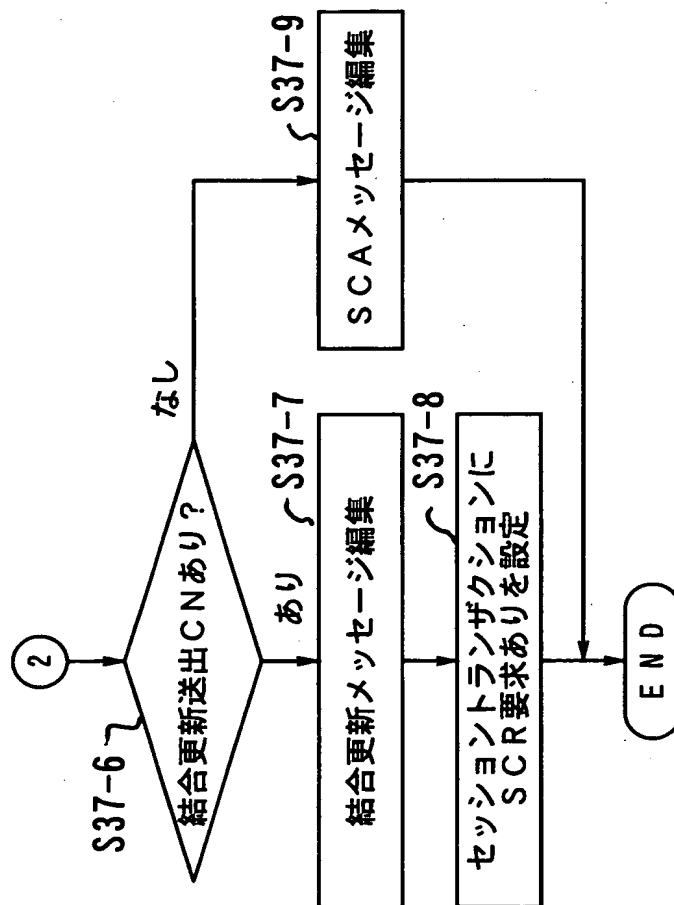 2
S37-6
結合更新送出CNあり?
なし
あり
S37-7
結合更新メッセージ編集
S37-8
セッショントランザクションに
SCR要求ありを設定
S37-9
SCAメッセージ編集
END